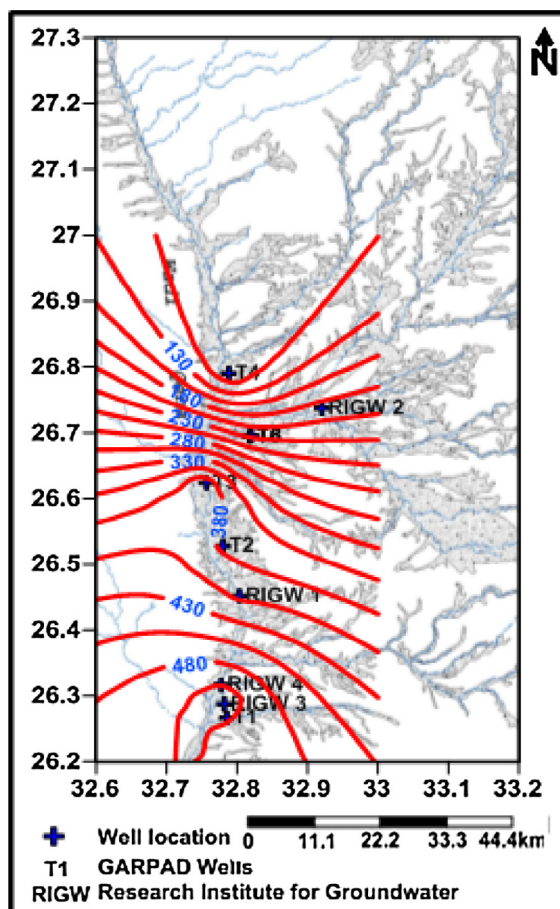 27.3
N
27.2
27.1
27
26.9
26.8
130
T4
180
RIGW 2
26.7
230
280
330
26.6
380
T2
26.5
RIGW 1
26.4
430
480
RIGW 4
26.3
RIGW 3
T1
26.2
32.6 32.7 32.8 32.9 33 33.1 33.2
Well location
0 11.1 22.2 33.3 44.4km
T1 GARPAD Wells
RIGW Research Institute for Groundwater